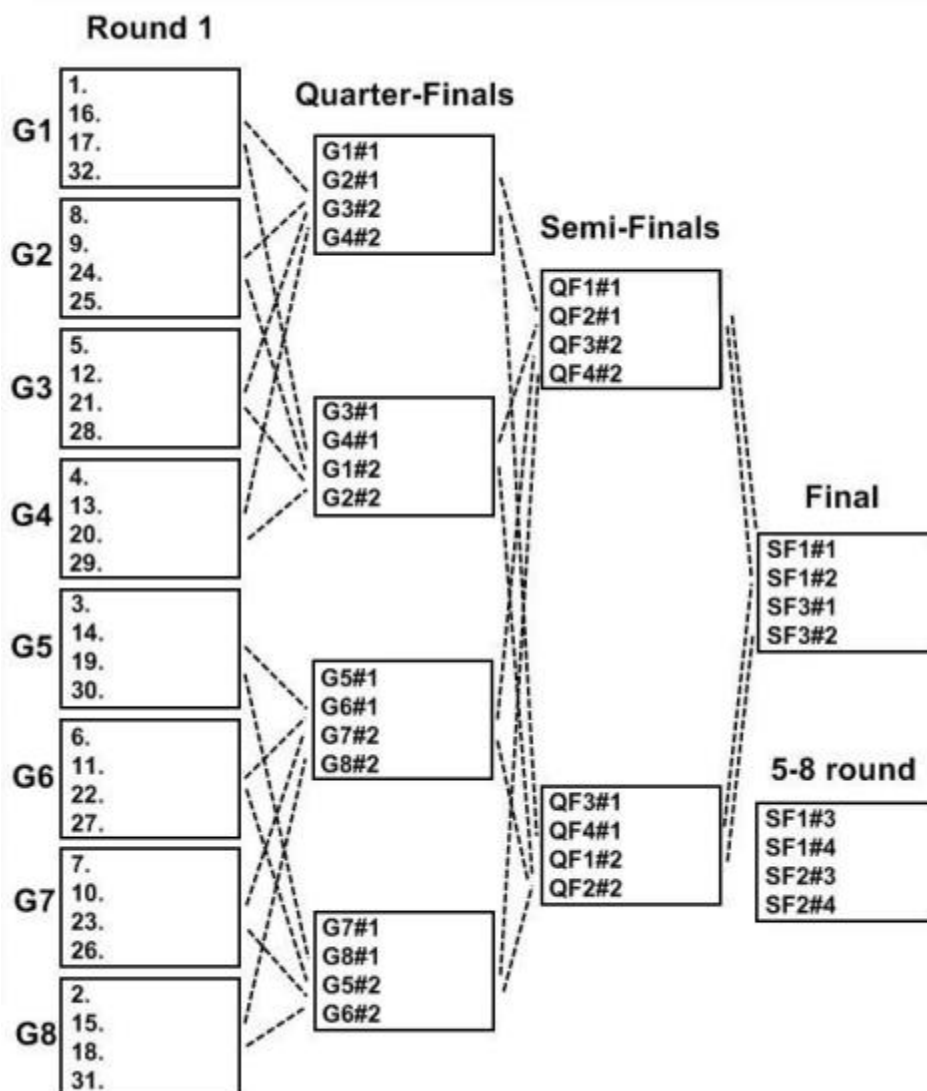 Round 1
G1
1.
16.
17.
32.
G2
8.
9.
24.
25.
G3
5.
12.
21.
28.
G4
4.
13.
20.
29.
G5
3.
14.
19.
30.
G6
6.
11.
22.
27.
G7
7.
10.
23.
26.
G8
2.
15.
18.
31.
Quarter-Finals
G1#1
G2#1
G3#2
G4#2
G3#1
G4#1
G1#2
G2#2
G5#1
G6#1
G7#2
G8#2
G7#1
G8#1
G5#2
G6#2
Semi-Finals
QF1#1
QF2#1
QF3#2
QF4#2
QF3#1
QF4#1
QF1#2
QF2#2
Final
SF1#1
SF1#2
SF3#1
SF3#2
5-8 round
SF1#3
SF1#4
SF2#3
SF2#4